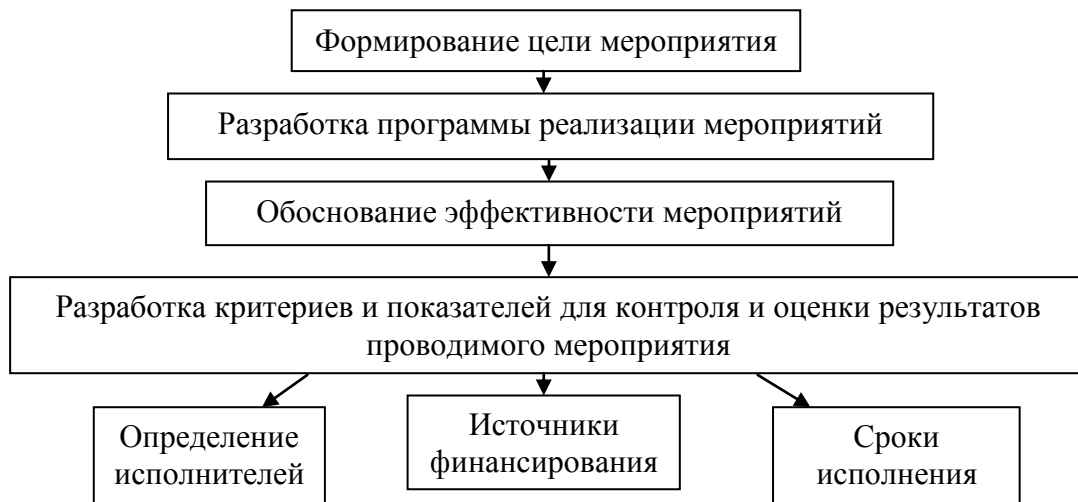 Формирование цели мероприятия
Разработка программы реализации мероприятий
Обоснование эффективности мероприятий
Разработка критериев и показателей для контроля и оценки результатов
проводимого мероприятия
Определение
исполнителей
Источники
финансирования
Сроки
исполнения